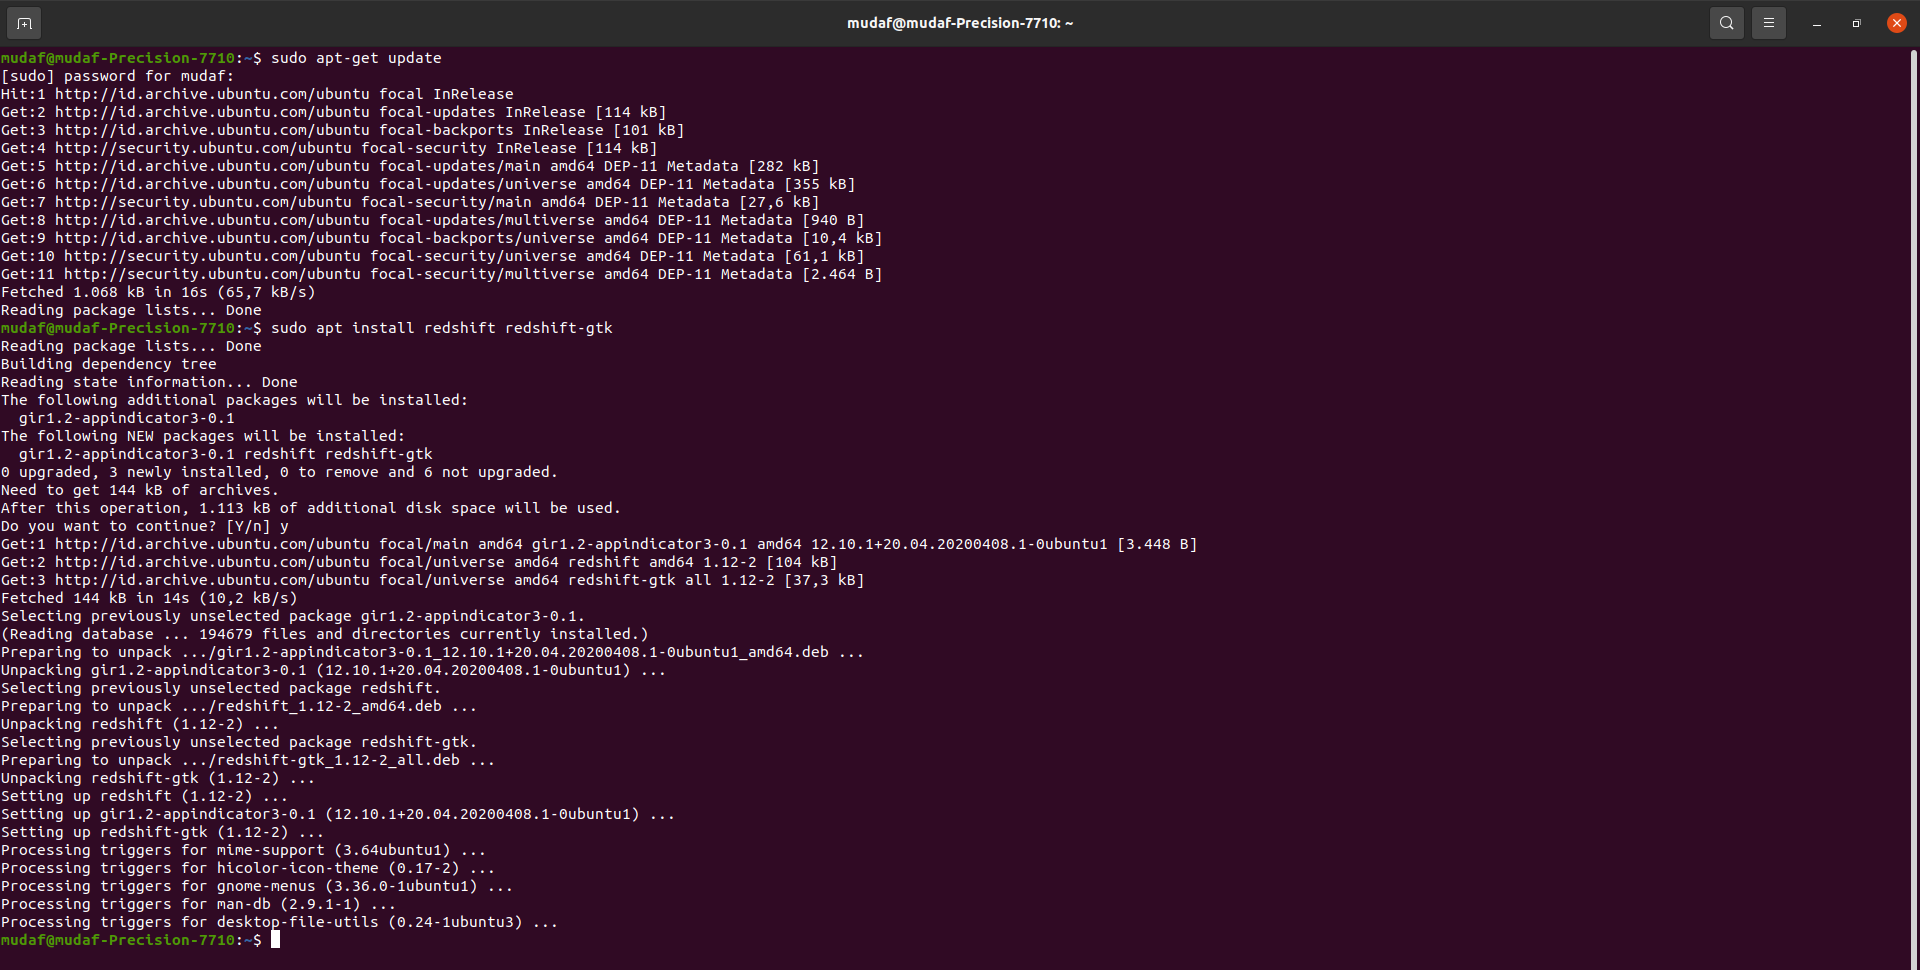 mudaf@mudaf-Precision-7710: ~
mudaf@mudaf-Precision-7710:~$ sudo apt-get update
[sudo] password for mudaf:
Hit:1 http://id.archive.ubuntu.com/ubuntu focal InRelease
Get:2 http://id.archive.ubuntu.com/ubuntu focal-updates InRelease [114 kB]
Get:3 http://id.archive.ubuntu.com/ubuntu focal-backports InRelease [101 kB]
Get:4 http://security.ubuntu.com/ubuntu focal-security InRelease [114 kB]
Get:5 http://id.archive.ubuntu.com/ubuntu focal-updates/main amd64 DEP-11 Metadata [282 kB]
Get:6 http://id.archive.ubuntu.com/ubuntu focal-updates/universe amd64 DEP-11 Metadata [355 kB]
Get:7 http://security.ubuntu.com/ubuntu focal-security/main amd64 DEP-11 Metadata [27,6 kB]
Get:8 http://id.archive.ubuntu.com/ubuntu focal-updates/multiverse amd64 DEP-11 Metadata [940 B]
Get:9 http://id.archive.ubuntu.com/ubuntu focal-backports/universe amd64 DEP-11 Metadata [10,4 kB]
Get:10 http://security.ubuntu.com/ubuntu focal-security/universe amd64 DEP-11 Metadata [61,1 kB]
Get:11 http://security.ubuntu.com/ubuntu focal-security/multiverse amd64 DEP-11 Metadata [2.464 B]
Fetched 1.068 kB in 16s (65,7 kB/s)
Reading package lists... Done
mudaf@mudaf-Precision-7710:~$ sudo apt install redshift redshift-gtk
Reading package lists... Done
Building dependency tree
Reading state information... Done
The following additional packages will be installed:
  gir1.2-appindicator3-0.1
The following NEW packages will be installed:
  gir1.2-appindicator3-0.1 redshift redshift-gtk
0 upgraded, 3 newly installed, 0 to remove and 6 not upgraded.
Need to get 144 kB of archives.
After this operation, 1.113 kB of additional disk space will be used.
Do you want to continue? [Y/n] y
Get:1 http://id.archive.ubuntu.com/ubuntu focal/main amd64 gir1.2-appindicator3-0.1 amd64 12.10.1+20.04.20200408.1-0ubuntu1 [3.448 B]
Get:2 http://id.archive.ubuntu.com/ubuntu focal/universe amd64 redshift amd64 1.12-2 [104 kB]
Get:3 http://id.archive.ubuntu.com/ubuntu focal/universe amd64 redshift-gtk all 1.12-2 [37,3 kB]
Fetched 144 kB in 14s (10,2 kB/s)
Selecting previously unselected package gir1.2-appindicator3-0.1.
(Reading database ... 194679 files and directories currently installed.)
Preparing to unpack .../gir1.2-appindicator3-0.1_12.10.1+20.04.20200408.1-0ubuntu1_amd64.deb ...
Unpacking gir1.2-appindicator3-0.1 (12.10.1+20.04.20200408.1-0ubuntu1) ...
Selecting previously unselected package redshift.
Preparing to unpack .../redshift_1.12-2_amd64.deb ...
Unpacking redshift (1.12-2) ...
Selecting previously unselected package redshift-gtk.
Preparing to unpack .../redshift-gtk_1.12-2_all.deb ...
Unpacking redshift-gtk (1.12-2) ...
Setting up redshift (1.12-2) ...
Setting up gir1.2-appindicator3-0.1 (12.10.1+20.04.20200408.1-0ubuntu1) ...
Setting up redshift-gtk (1.12-2) ...
Processing triggers for mime-support (3.64ubuntu1) ...
Processing triggers for hicolor-icon-theme (0.17-2) ...
Processing triggers for gnome-menus (3.36.0-1ubuntu1) ...
Processing triggers for man-db (2.9.1-1) ...
Processing triggers for desktop-file-utils (0.24-1ubuntu3) ...
mudaf@mudaf-Precision-7710:~$